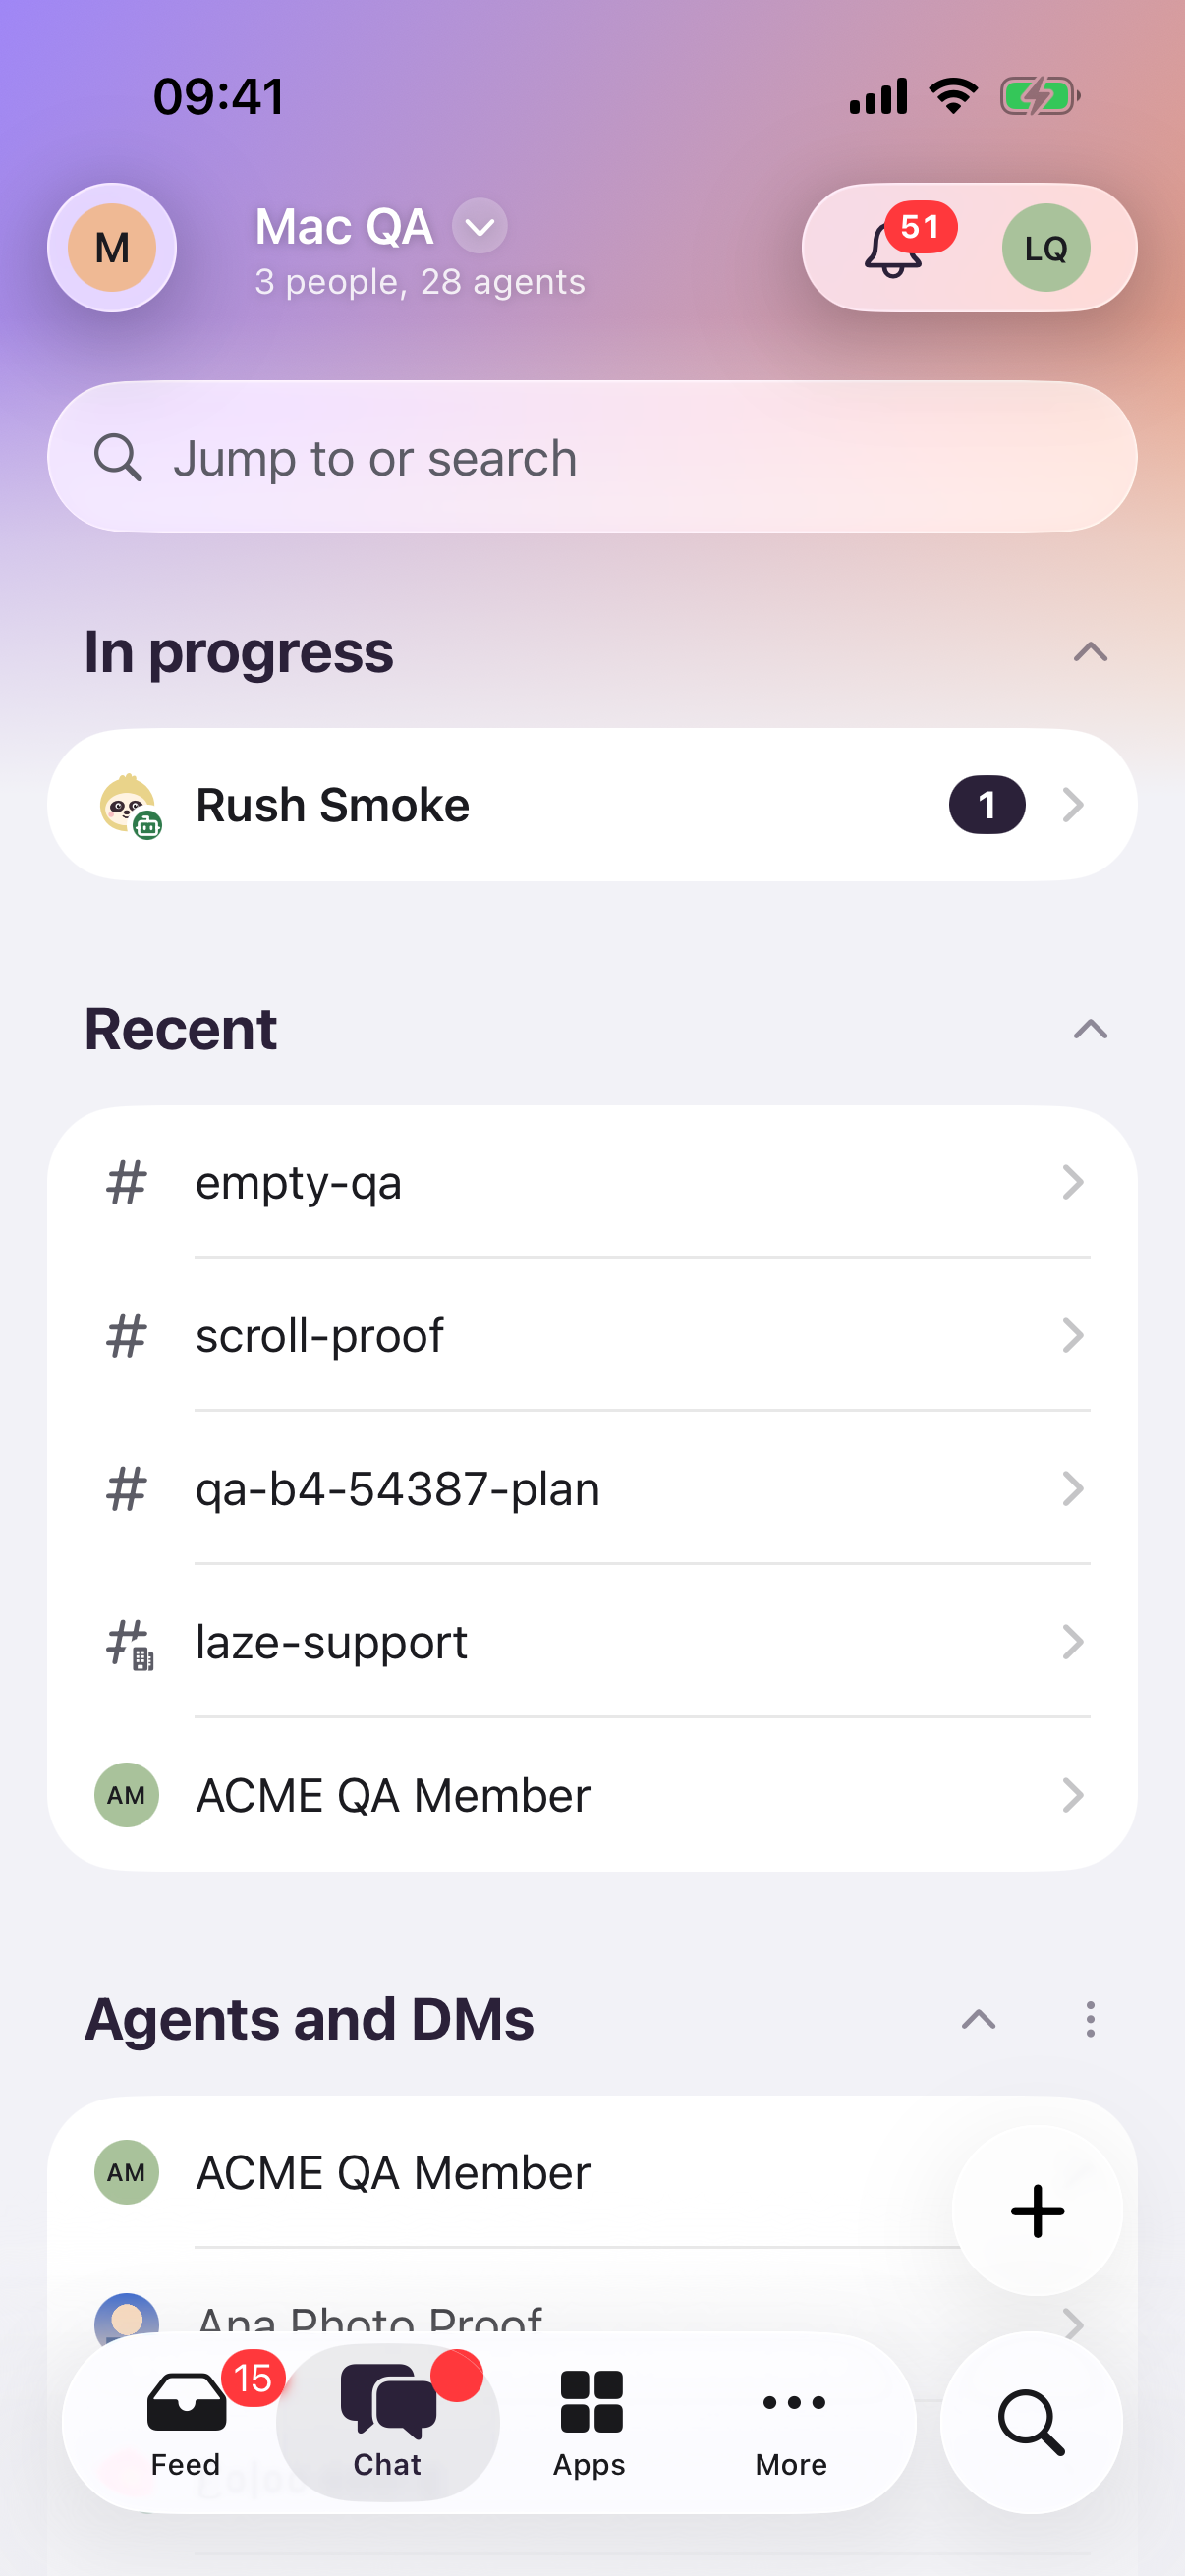 09:41
M
Mac QA
3 people, 28 agents
51
LQ
Jump to or search
In progress
Rush Smoke
1
Recent
# empty-qa
# scroll-proof
# qa-b4-54387-plan
# laze-support
AM ACME QA Member
Agents and DMs
AM ACME QA Member
Ana Photo Proof
15
Feed
Chat
Apps
More